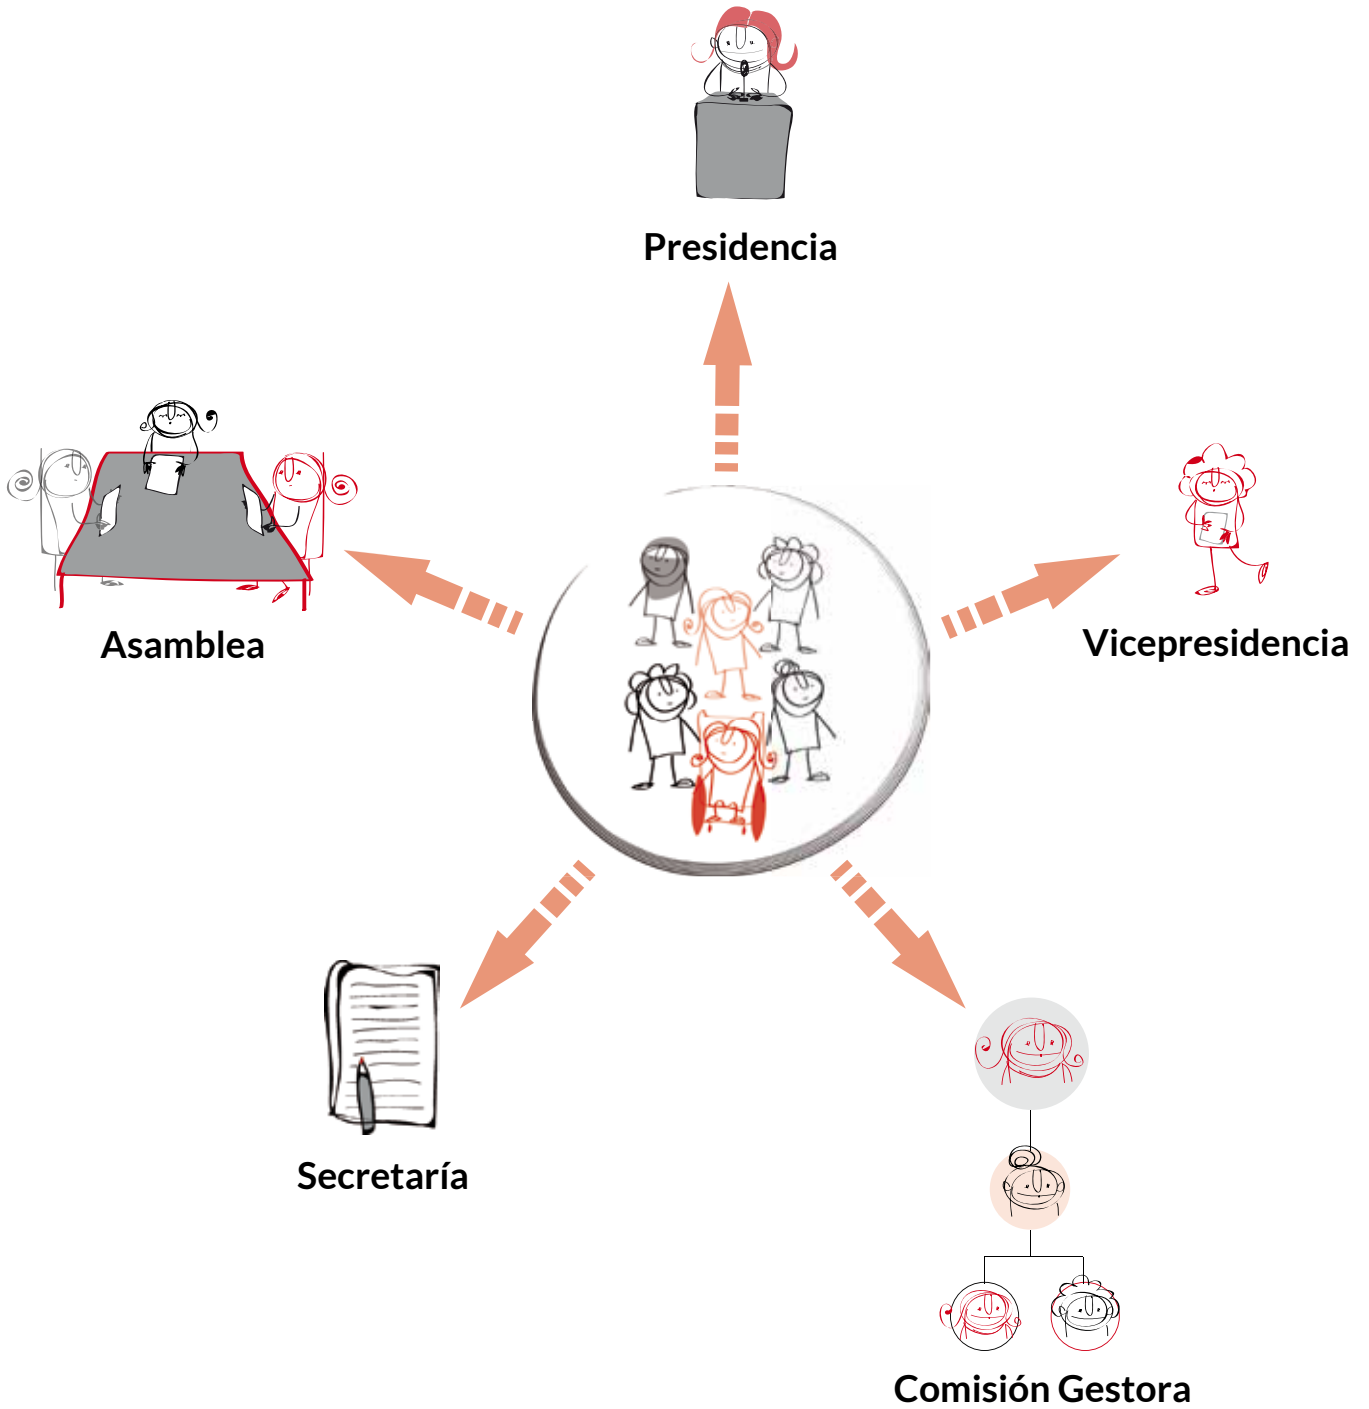 Presidencia
Asamblea
Vicepresidencia
Secretaría
Comisión Gestora